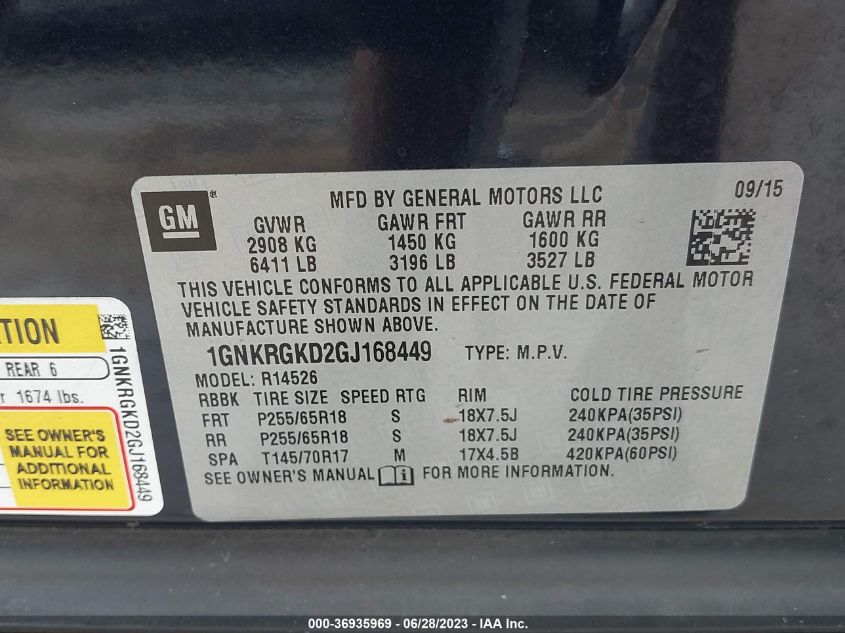 GM ®
MFD BY GENERAL MOTORS LLC 09/15
GVWR GAWR FRT GAWR RR
2908 KG 1450 KG 1600 KG
6411 LB 3196 LB 3527 LB
THIS VEHICLE CONFORMS TO ALL APPLICABLE U.S. FEDERAL MOTOR
VEHICLE SAFETY STANDARDS IN EFFECT ON THE DATE OF
MANUFACTURE SHOWN ABOVE.
1GNKRGKD2GJ168449 TYPE: M.P.V.
MODEL: R14526
RBBK TIRE SIZE SPEED RTG RIM COLD TIRE PRESSURE
FRT P255/65R18 S 18X7.5J 240KPA(35PSI)
RR P255/65R18 S 18X7.5J 240KPA(35PSI)
SPA T145/70R17 M 17X4.5B 420KPA(60PSI)
SEE OWNER'S MANUAL FOR MORE INFORMATION.
ATION
REAR 6
r 1674 lbs.
SEE OWNER'S
MANUAL FOR
ADDITIONAL
INFORMATION
1GNKRGKD2GJ168449
000-36935969 - 06/28/2023 - IAA Inc.